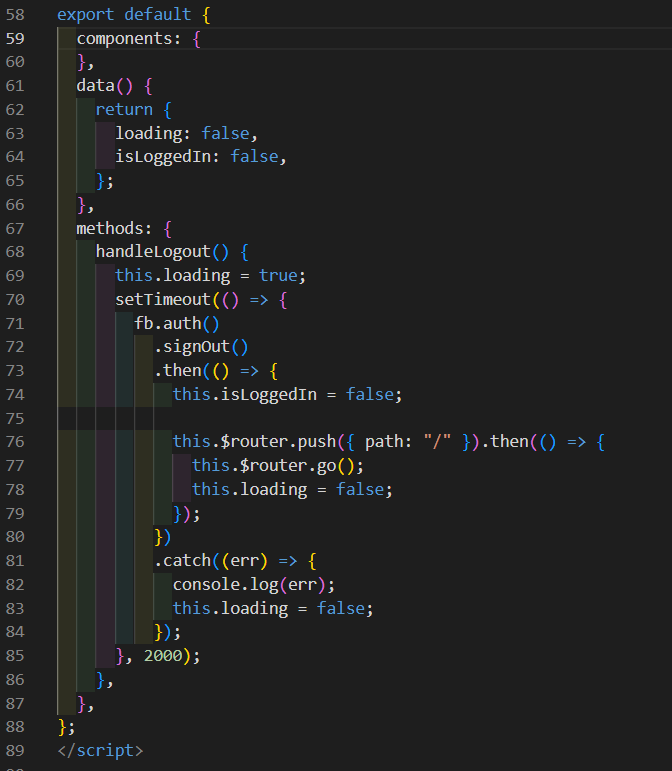 58 export default {
59   components: {
60   },
61   data() {
62     return {
63       loading: false,
64       isLoggedIn: false,
65     };
66   },
67   methods: {
68     handleLogout() {
69       this.loading = true;
70       setTimeout(() => {
71         fb.auth()
72           .signOut()
73           .then(() => {
74             this.isLoggedIn = false;
75
76             this.$router.push({ path: "/" }).then(() => {
77               this.$router.go();
78               this.loading = false;
79             });
80           })
81           .catch((err) => {
82             console.log(err);
83             this.loading = false;
84           });
85       }, 2000);
86     },
87   },
88 };
89 </script>